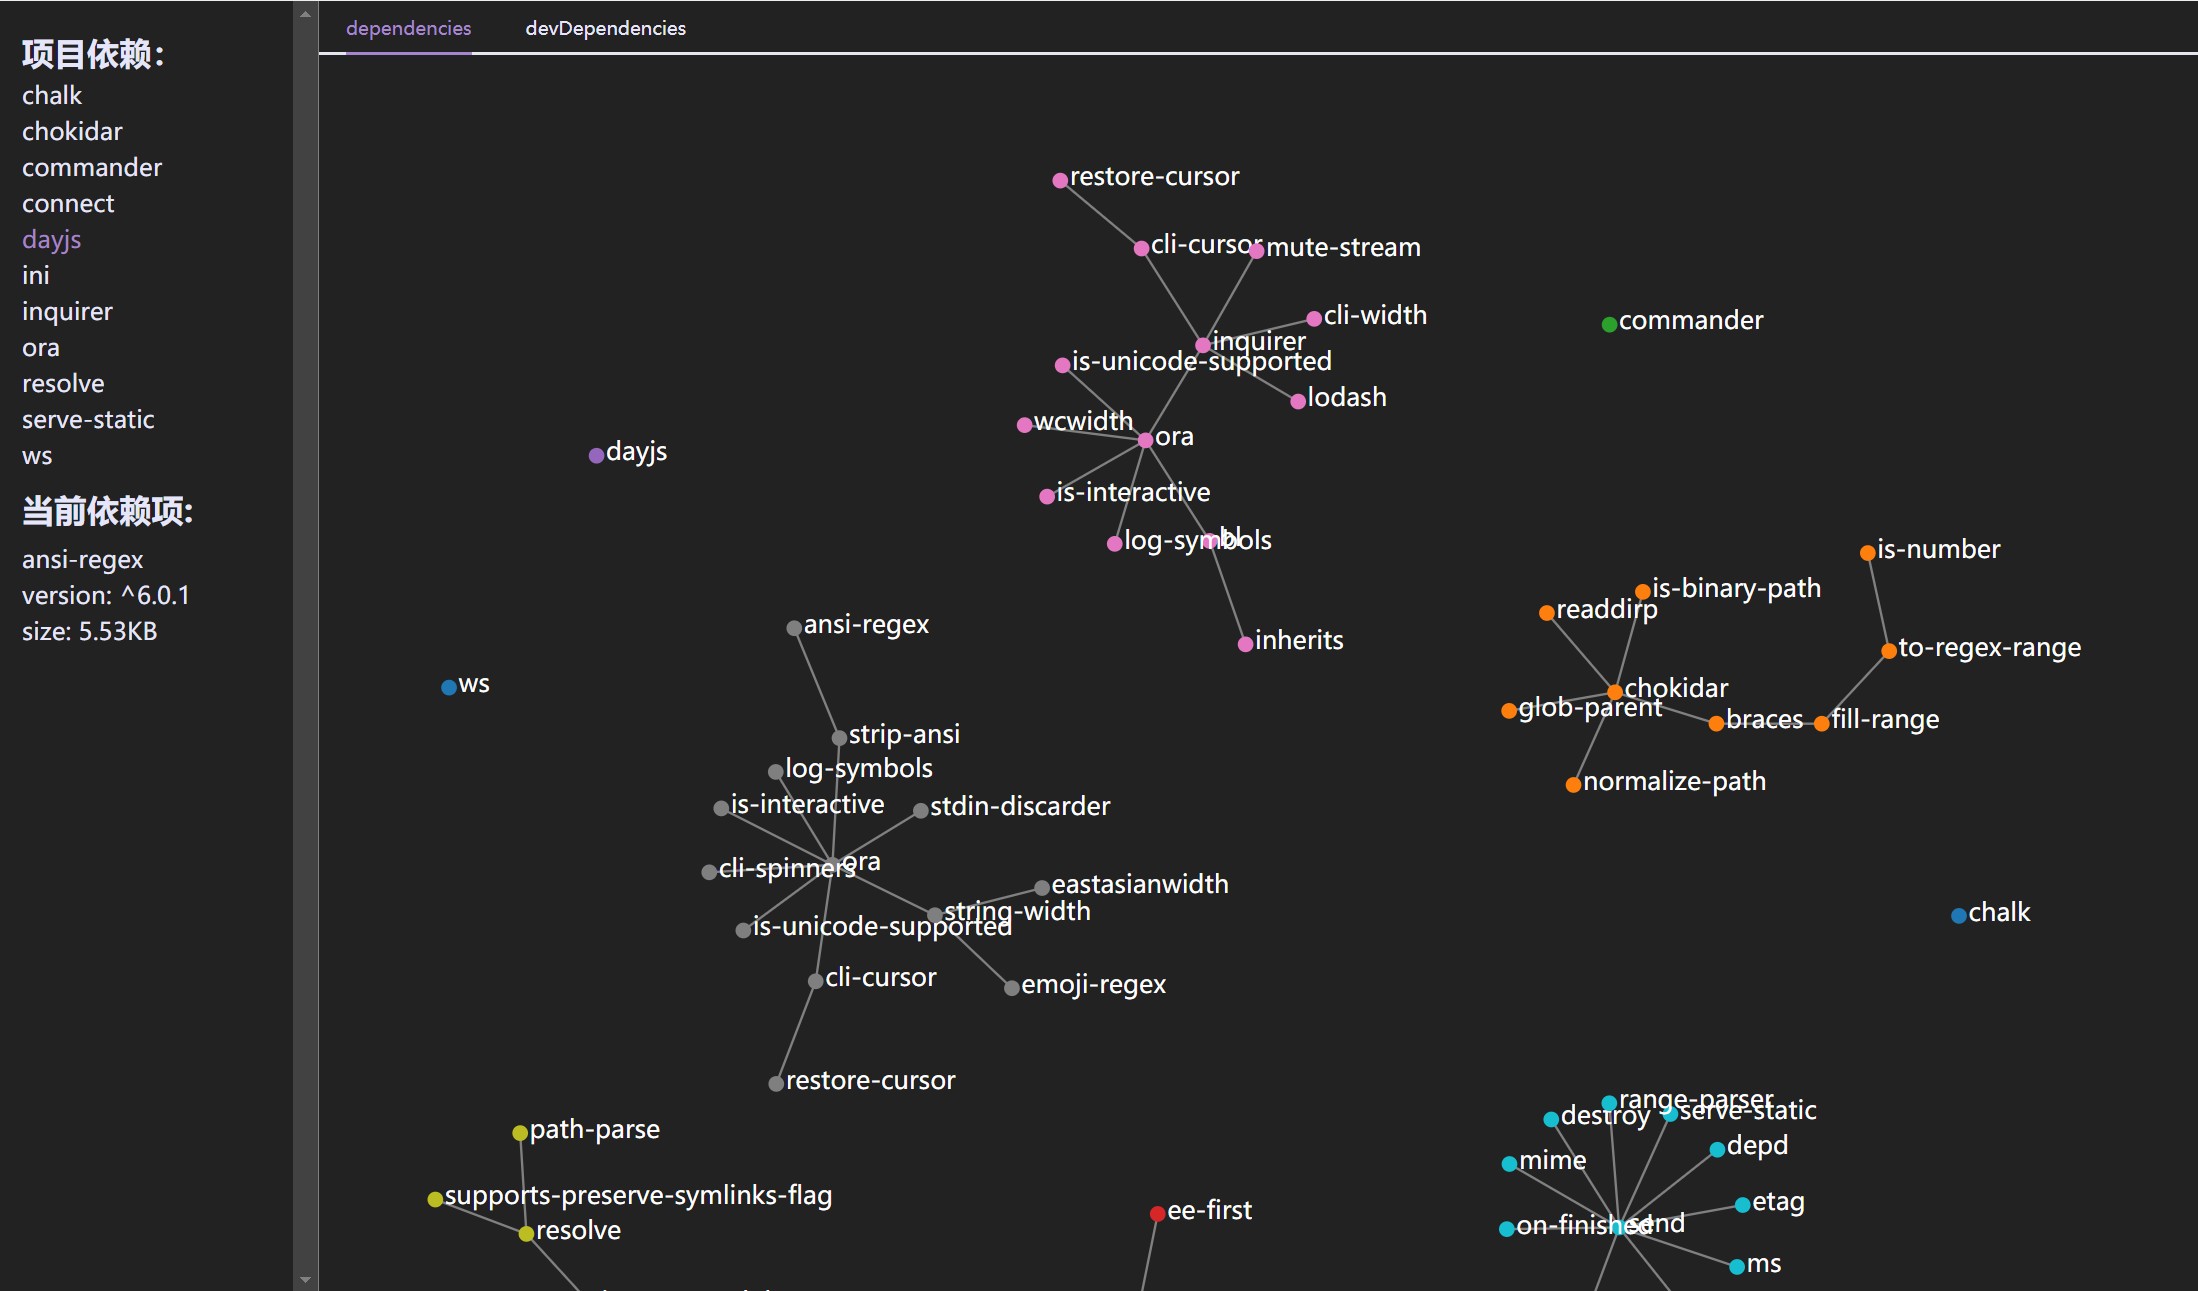 项目依赖：
chalk
chokidar
commander
connect
dayjs
ini
inquirer
ora
resolve
serve-static
ws
当前依赖项:
ansi-regex
version: ^6.0.1
size: 5.53KB
dependencies
devDependencies
restore-cursor
cli-cursor
mute-stream
cli-width
commander
inquirer
is-unicode-supported
lodash
wcwidth
ora
dayjs
is-interactive
log-symbols
bl
is-number
is-binary-path
readdirp
ansi-regex
inherits
to-regex-range
ws
chokidar
glob-parent
braces
fill-range
strip-ansi
log-symbols
normalize-path
is-interactive
stdin-discarder
ora
cli-spinners
eastasianwidth
string-width
chalk
is-unicode-supported
cli-cursor
emoji-regex
restore-cursor
range-parser
serve-static
destroy
path-parse
depd
mime
supports-preserve-symlinks-flag
etag
ee-first
on-finished
send
resolve
ms